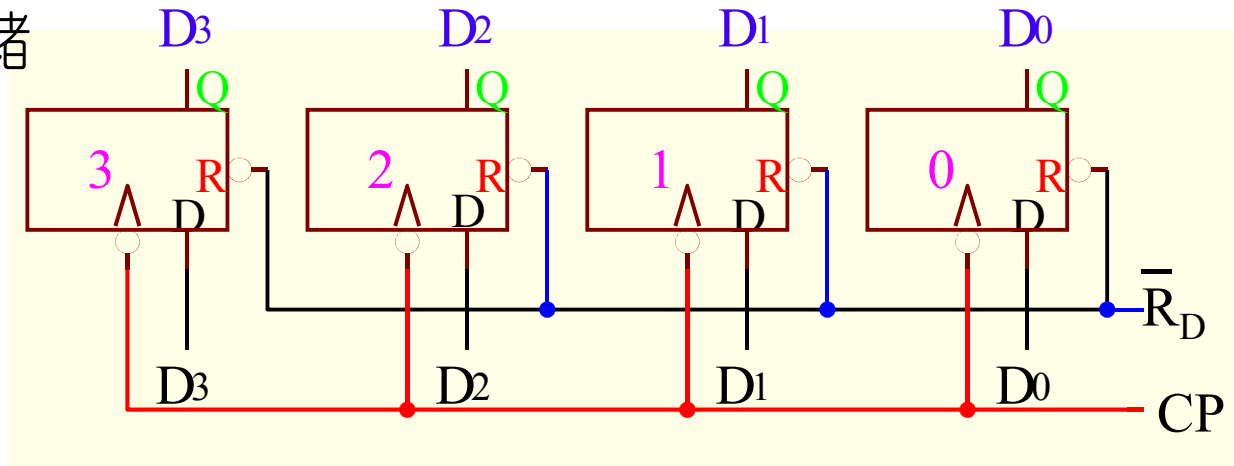 者
D3 D2 D1 D0
Q Q Q Q
3 R 2 R 1 R 0 R
D D D D
R̅D
D3 D2 D1 D0
CP